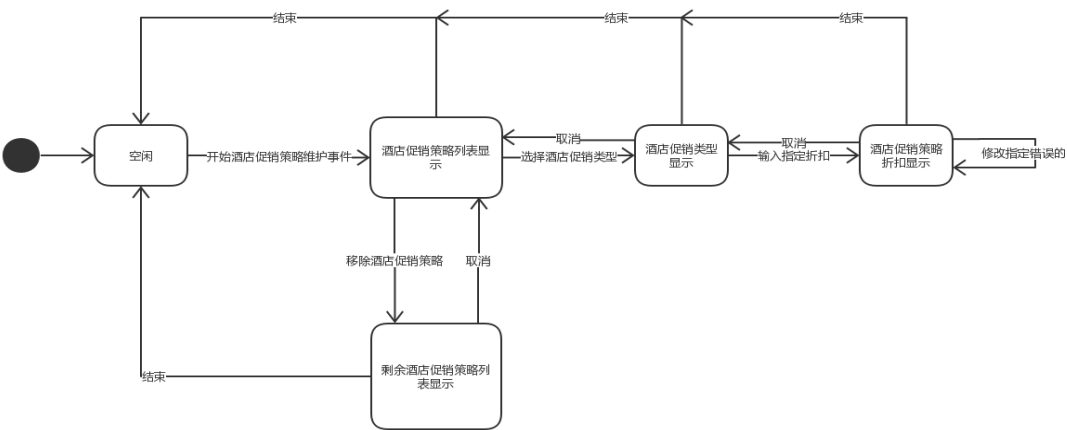 结束
结束
结束
空闲
开始酒店促销策略维护事件
酒店促销策略列表显
示
取消
选择酒店促销类型
酒店促销类型
显示
取消
输入指定折扣
酒店促销策略
折扣显示
修改指定错误的
移除酒店促销策略
取消
剩余酒店促销策略列
表显示
结束